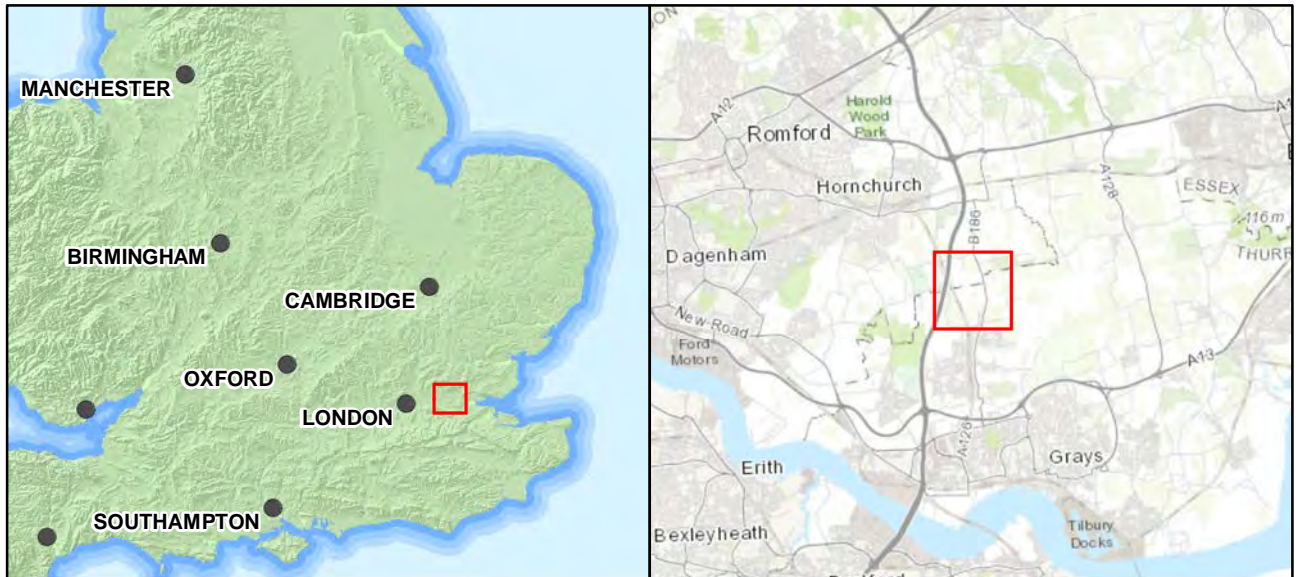 MANCHESTER
BIRMINGHAM
CAMBRIDGE
OXFORD
LONDON
SOUTHAMPTON
A12
Harold
Wood
Park
Romford
Hornchurch
A128
ESSEX
116 m
THURR
B186
Dagenham
New Road
Ford
Motors
A13
A126
Grays
Erith
Tilbury
Docks
Bexleyheath